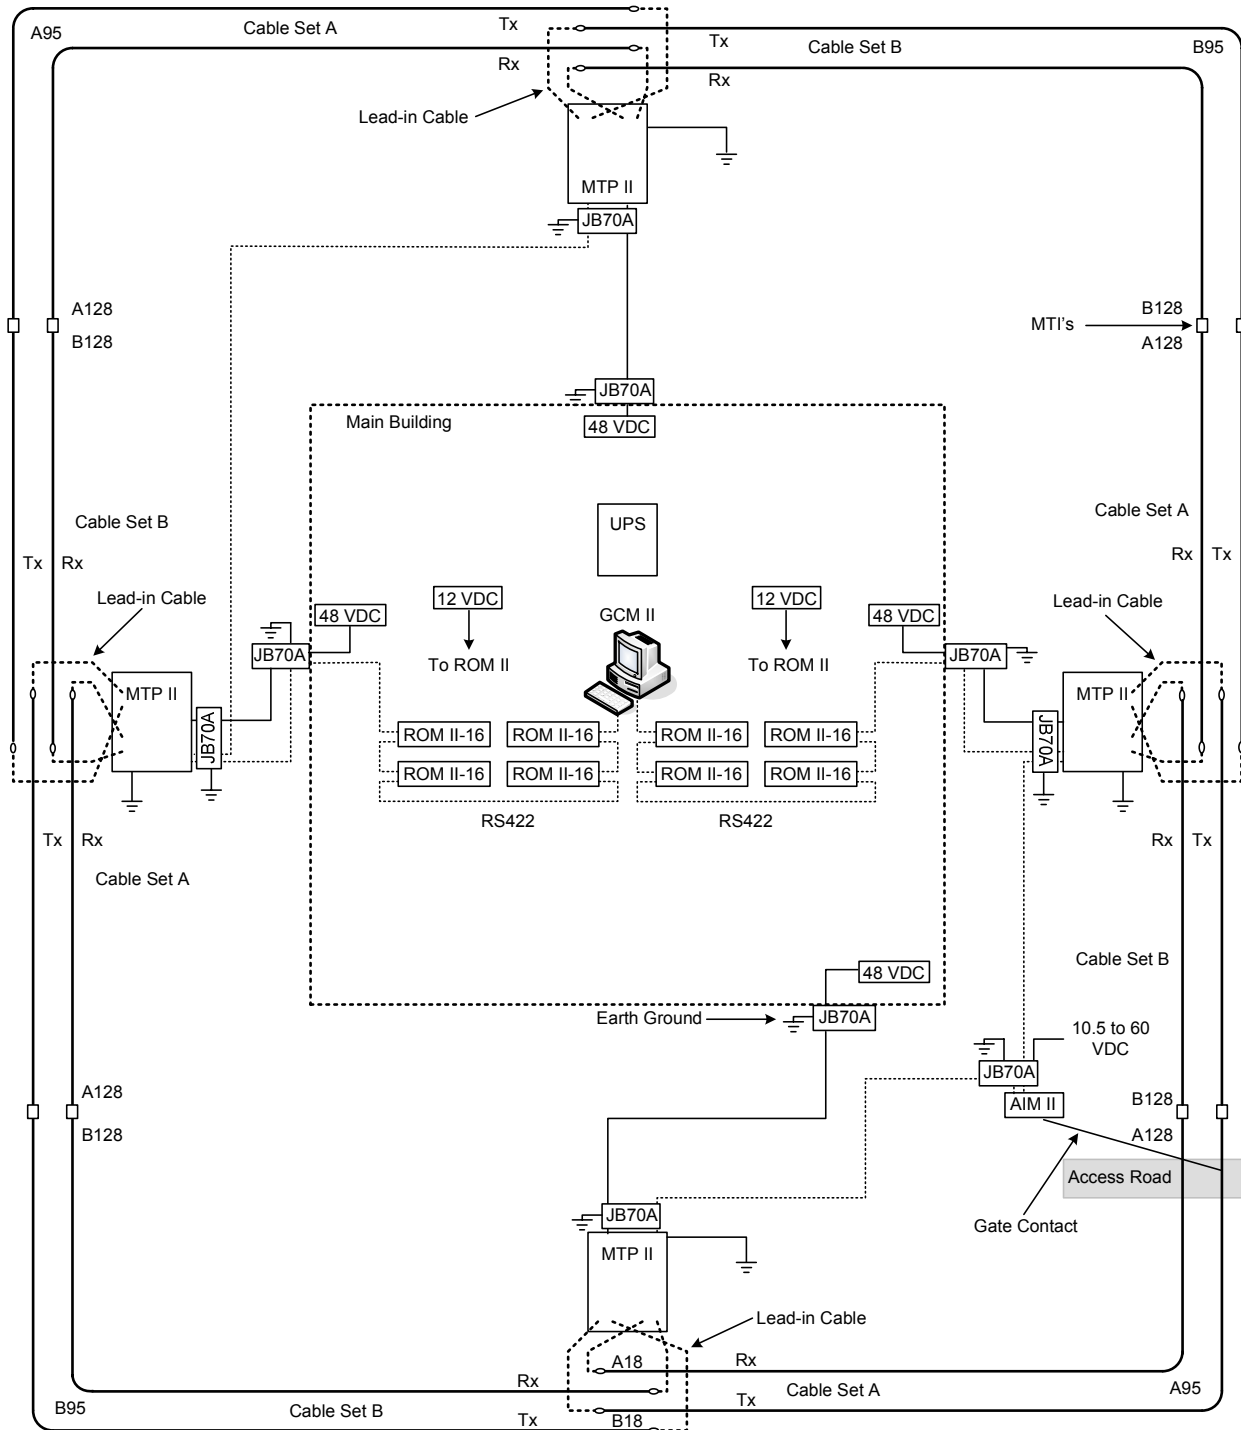 Tx
A95
Cable Set A
Tx
Cable Set B
B95
Rx
Rx
Lead-in Cable
MTP II
JB70A
A128
B128
MTI's
B128
A128
JB70A
Main Building
48 VDC
UPS
Cable Set B
Cable Set A
Tx
Rx
Rx
Tx
Lead-in Cable
12 VDC
12 VDC
Lead-in Cable
48 VDC
GCM II
48 VDC
JB70A
To ROM II
To ROM II
JB70A
MTP II
MTP II
JB70A
JB70A
ROM II-16
ROM II-16
ROM II-16
ROM II-16
ROM II-16
ROM II-16
ROM II-16
ROM II-16
RS422
RS422
Tx
Rx
Rx
Tx
Cable Set A
Cable Set B
48 VDC
Earth Ground
JB70A
10.5 to 60
VDC
JB70A
AIM II
A128
B128
B128
A128
Access Road
Gate Contact
JB70A
MTP II
Lead-in Cable
A18
Rx
Rx
Cable Set A
A95
B95
Cable Set B
Tx
B18
Tx